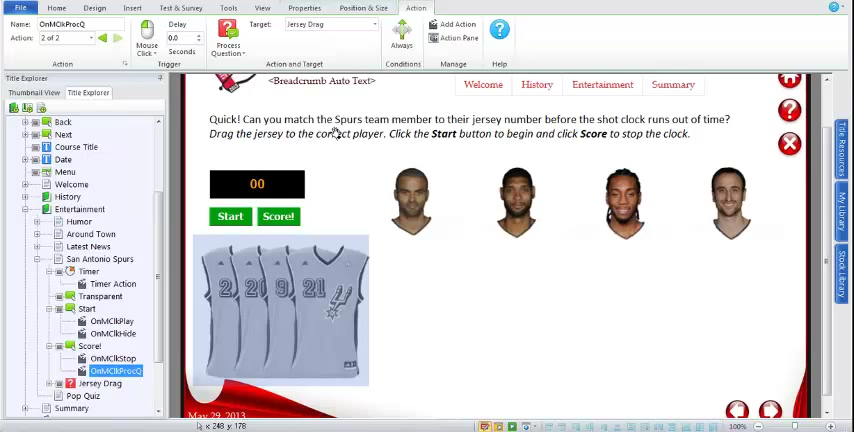 File Home Design Insert Test & Survey Tools View Properties Position & Size Action
Name: OnMClkProcQ
Action: 2 of 2
Action
Mouse Click
Delay
0.0
Seconds
Trigger
Process Question
Target: Jersey Drag
Action and Target
Always
Conditions
Add Action
Action Pane
Manage
Help
Title Explorer
Thumbnail View Title Explorer
Back
Next
Course Title
Date
Menu
Welcome
History
Entertainment
Humor
Around Town
Latest News
San Antonio Spurs
Timer
Timer Action
Transparent
Start
OnMClkPlay
OnMClkHide
Score!
OnMClkStop
OnMClkProcQ
Jersey Drag
Pop Quiz
Summary
<Breadcrumb Auto Text>
Welcome History Entertainment Summary
Quick! Can you match the Spurs team member to their jersey number before the shot clock runs out of time?
Drag the jersey to the correct player. Click the Start button to begin and click Score to stop the clock.
00
Start Score!
2 20 9 21
May 29, 2013
Title Resources
My Library
Stock Library
x: 248 y: 178
100%